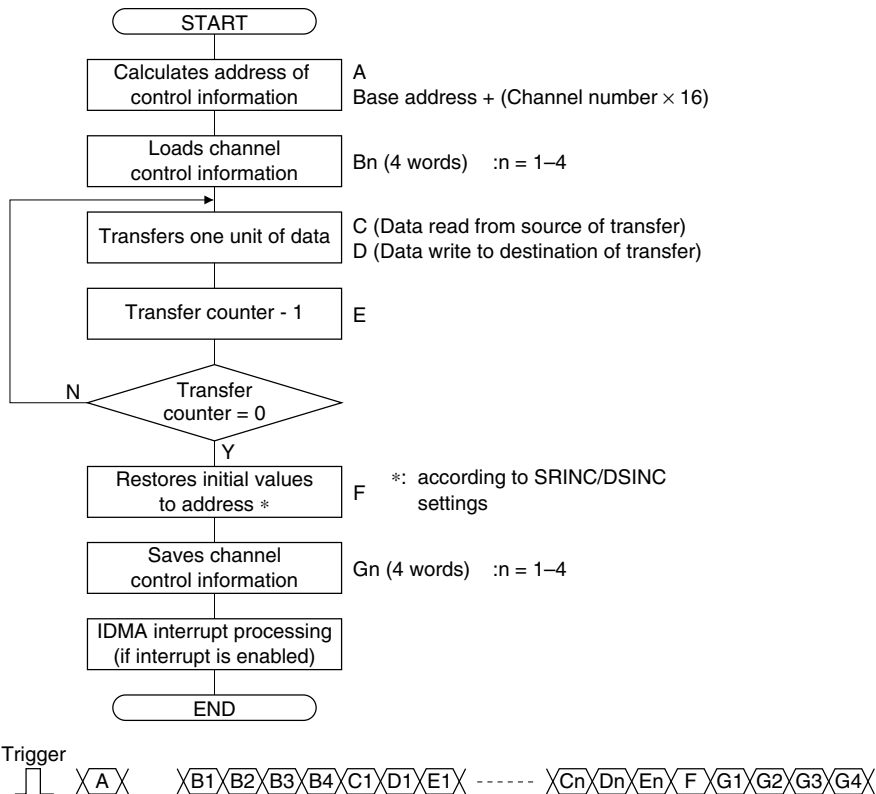 START
Calculates address of
control information
A
Base address + (Channel number × 16)
Loads channel
control information
Bn (4 words) :n = 1–4
Transfers one unit of data
C (Data read from source of transfer)
D (Data write to destination of transfer)
Transfer counter - 1
E
N
Transfer
counter = 0
Y
Restores initial values
to address *
F
*: according to SRINC/DSINC
settings
Saves channel
control information
Gn (4 words) :n = 1–4
IDMA interrupt processing
(if interrupt is enabled)
END
Trigger
A B1 B2 B3 B4 C1 D1 E1 ------ Cn Dn En F G1 G2 G3 G4